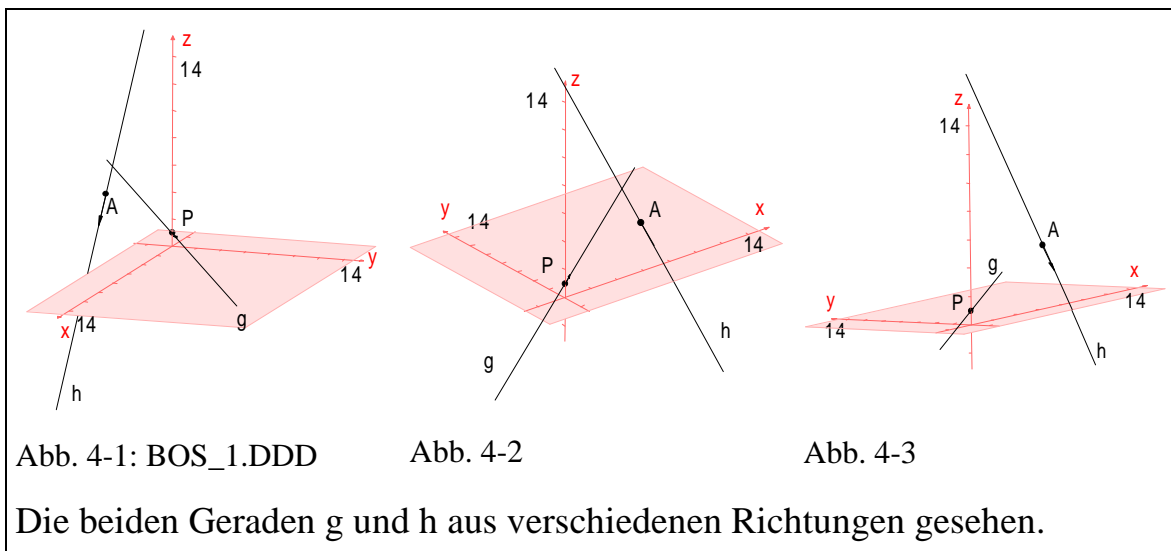 z
14
A
P
y
14
x
14
g
h
Abb. 4-1: BOS_1.DDD
z
14
y
14
A
x
14
P
g
h
Abb. 4-2
z
14
A
g
x
14
P
y
14
h
Abb. 4-3
Die beiden Geraden g und h aus verschiedenen Richtungen gesehen.